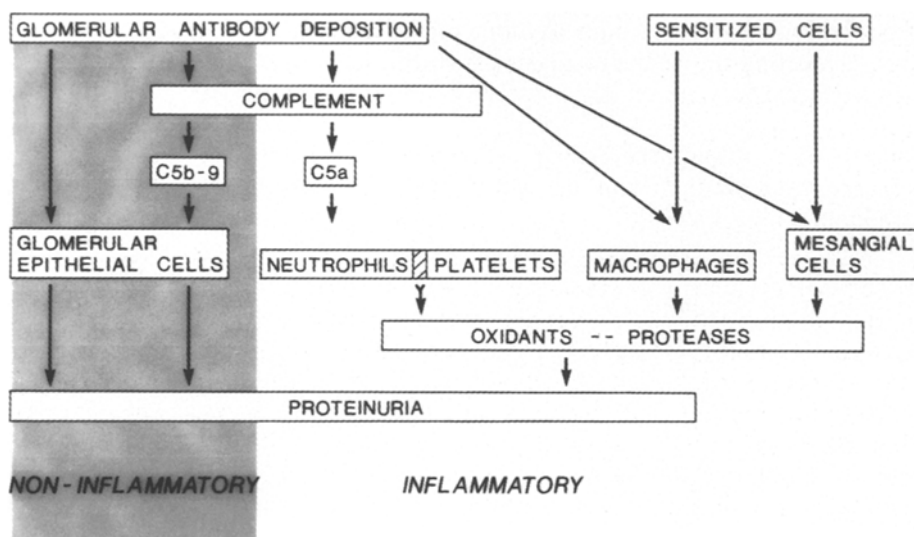 GLOMERULAR ANTIBODY DEPOSITION
SENSITIZED CELLS
COMPLEMENT
C5b-9
C5a
GLOMERULAR
EPITHELIAL CELLS
NEUTROPHILS
PLATELETS
MACROPHAGES
MESANGIAL
CELLS
OXIDANTS -- PROTEASES
PROTEINURIA
NON-INFLAMMATORY
INFLAMMATORY